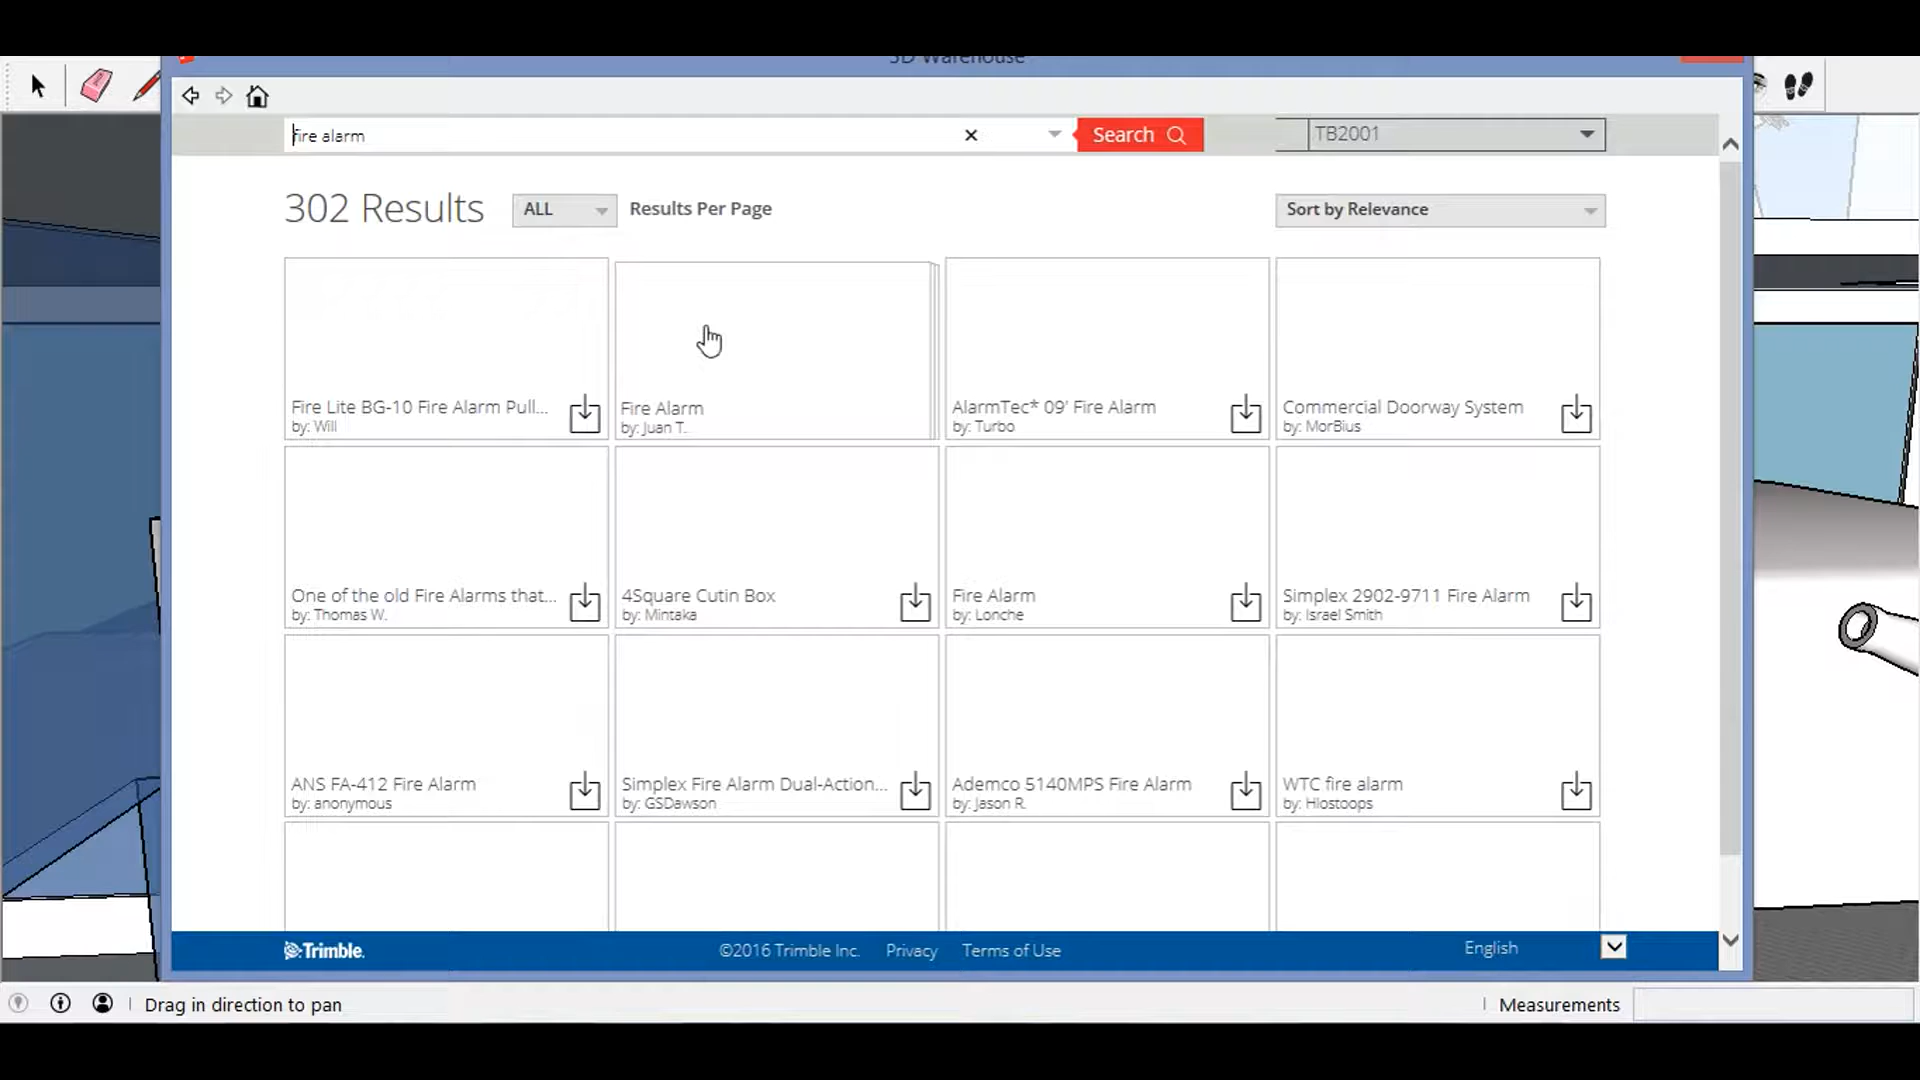 3D Warehouse
fire alarm
Search
TB2001
302 Results
ALL
Results Per Page
Sort by Relevance
Fire Lite BG-10 Fire Alarm Pull...
by: Will
Fire Alarm
by: Juan T.
AlarmTec* 09' Fire Alarm
by: Turbo
Commercial Doorway System
by: MorBius
One of the old Fire Alarms that...
by: Thomas W.
4Square Cutin Box
by: Mintaka
Fire Alarm
by: Lonche
Simplex 2902-9711 Fire Alarm
by: Israel Smith
ANS FA-412 Fire Alarm
by: anonymous
Simplex Fire Alarm Dual-Action...
by: GSDawson
Ademco 5140MPS Fire Alarm
by: Jason R.
WTC fire alarm
by: Hlostoops
Trimble.
©2016 Trimble Inc.
Privacy
Terms of Use
English
Drag in direction to pan
Measurements